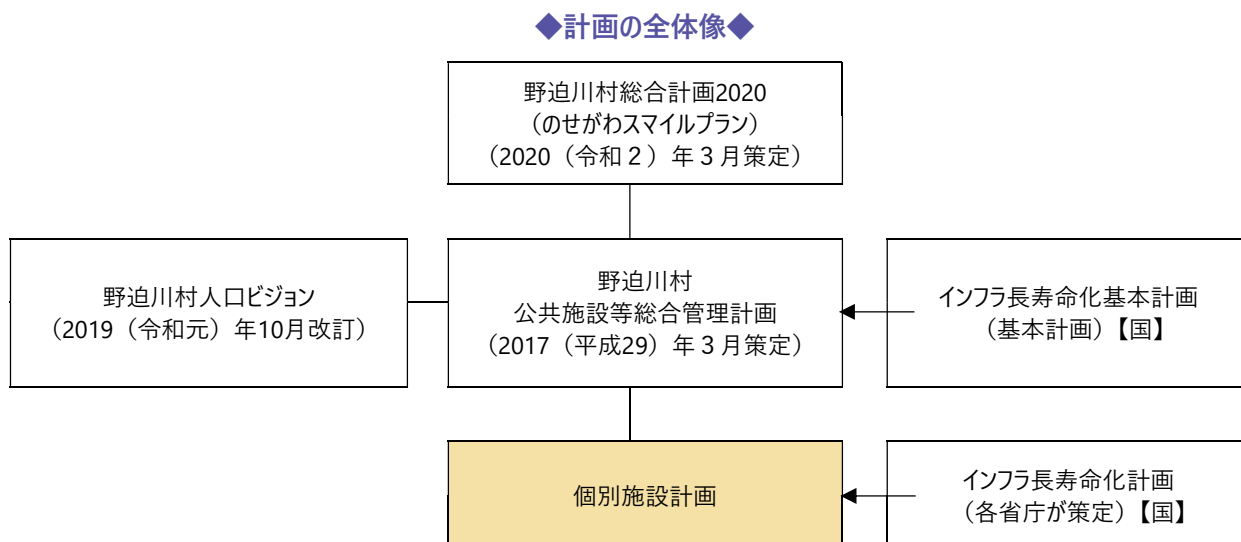 ◆計画の全体像◆
野迫川村総合計画2020
（のせがわスマイルプラン）
（2020（令和２）年３月策定）
野迫川村人口ビジョン
（2019（令和元）年10月改訂）
野迫川村
公共施設等総合管理計画
（2017（平成29）年３月策定）
インフラ長寿命化基本計画
（基本計画）【国】
個別施設計画
インフラ長寿命化計画
（各省庁が策定）【国】